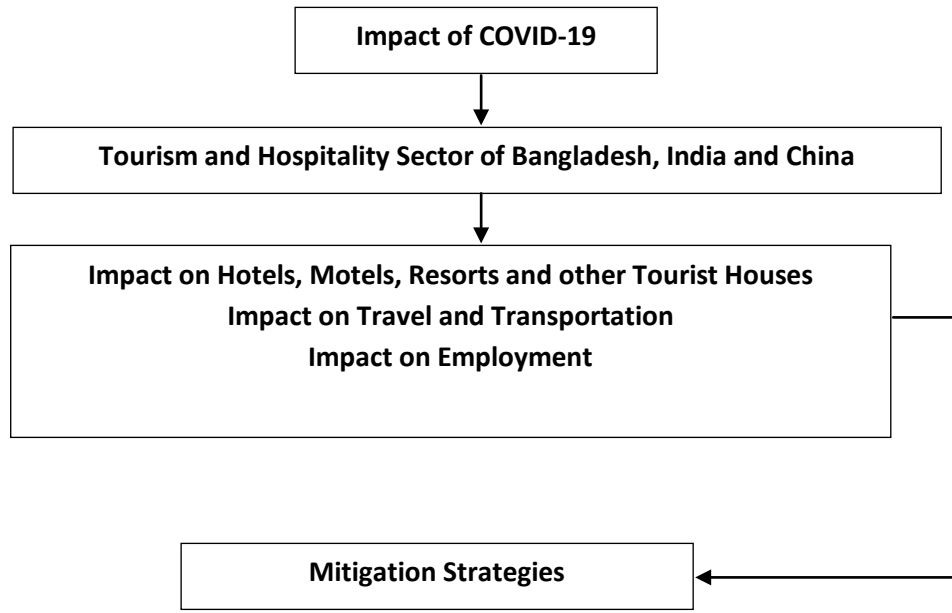 Impact of COVID-19
Tourism and Hospitality Sector of Bangladesh, India and China
Impact on Hotels, Motels, Resorts and other Tourist Houses
Impact on Travel and Transportation
Impact on Employment
Mitigation Strategies